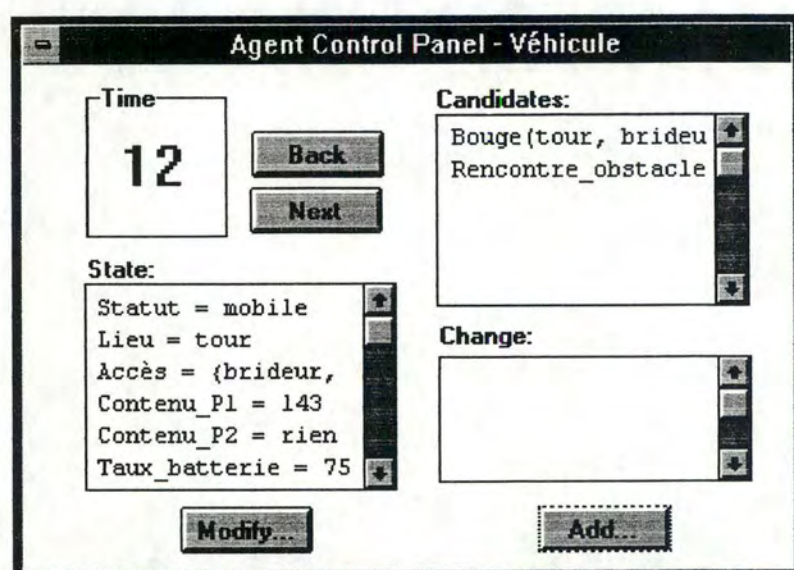 Agent Control Panel - Véhicule
Time
12
Back
Next
Candidates:
Bouge(tour, brideu
Rencontre_obstacle
State:
Statut = mobile
Lieu = tour
Accès = {brideur,
Contenu_P1 = 143
Contenu_P2 = rien
Taux_batterie = 75
Modify...
Change:
Add...